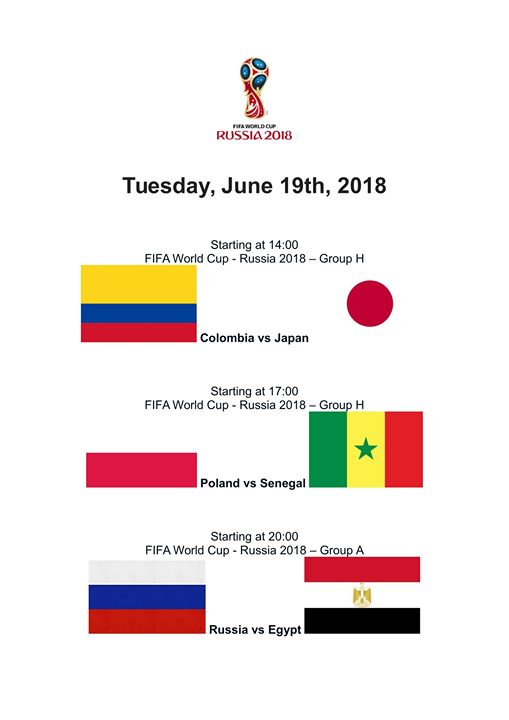 FIFA WORLD CUP
RUSSIA 2018
Tuesday, June 19th, 2018
Starting at 14:00
FIFA World Cup - Russia 2018 – Group H
Colombia vs Japan
Starting at 17:00
FIFA World Cup - Russia 2018 – Group H
Poland vs Senegal
Starting at 20:00
FIFA World Cup - Russia 2018 – Group A
Russia vs Egypt